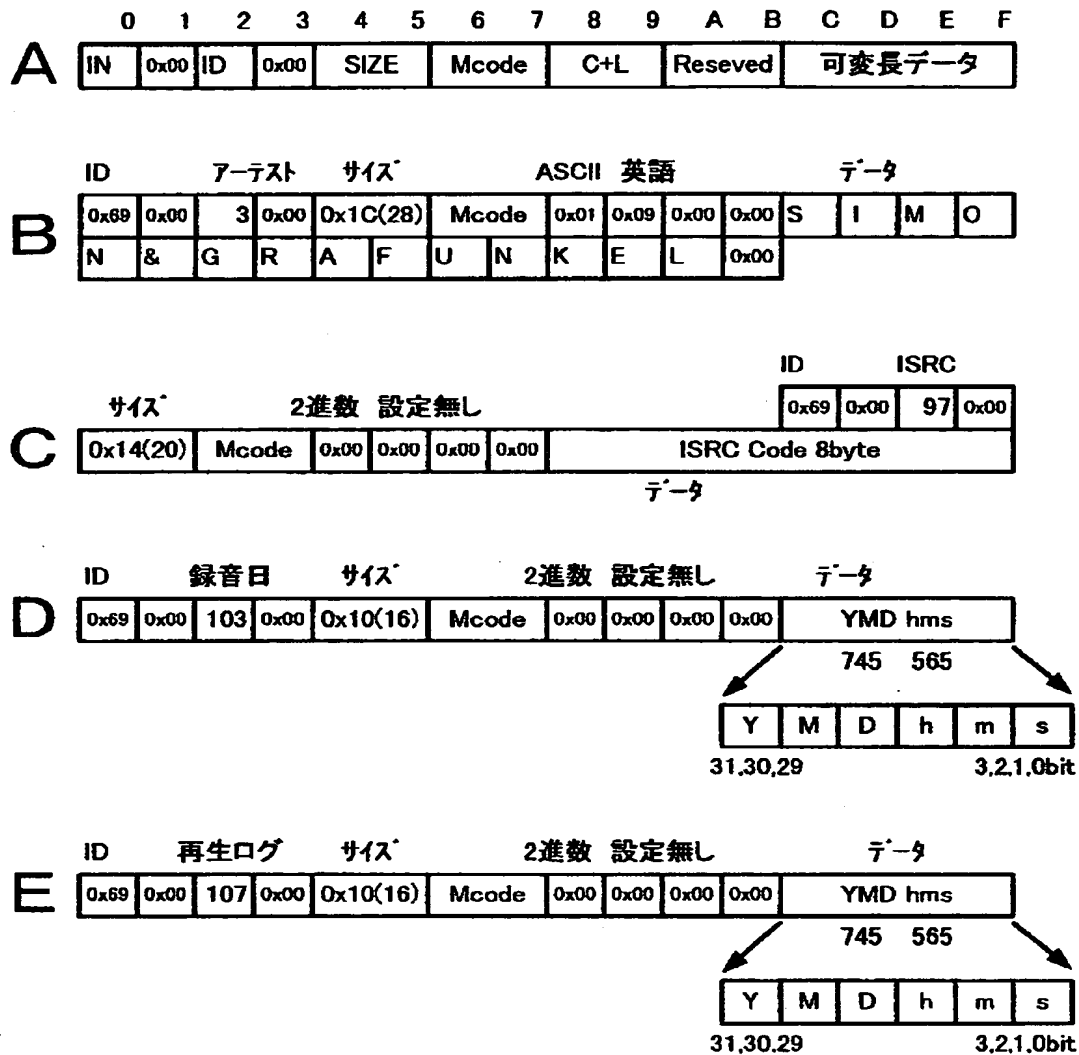 0 1 2 3 4 5 6 7 8 9 A B C D E F
A IN 0x00 ID 0x00 SIZE Mcode C+L Reseved 可変長データ
ID アーテスト サイズ ASCII 英語 データ
B 0x69 0x00 3 0x00 0x1C(28) Mcode 0x01 0x09 0x00 0x00 S I M O
N & G R A F U N K E L 0x00
ID ISRC
0x69 0x00 97 0x00
サイズ 2進数 設定無し
C 0x14(20) Mcode 0x00 0x00 0x00 0x00 ISRC Code 8byte
データ
ID 録音日 サイズ 2進数 設定無し データ
D 0x69 0x00 103 0x00 0x10(16) Mcode 0x00 0x00 0x00 0x00 YMD hms
745 565
Y M D h m s
31,30,29 3,2,1,0bit
ID 再生ログ サイズ 2進数 設定無し データ
E 0x69 0x00 107 0x00 0x10(16) Mcode 0x00 0x00 0x00 0x00 YMD hms
745 565
Y M D h m s
31,30,29 3,2,1,0bit